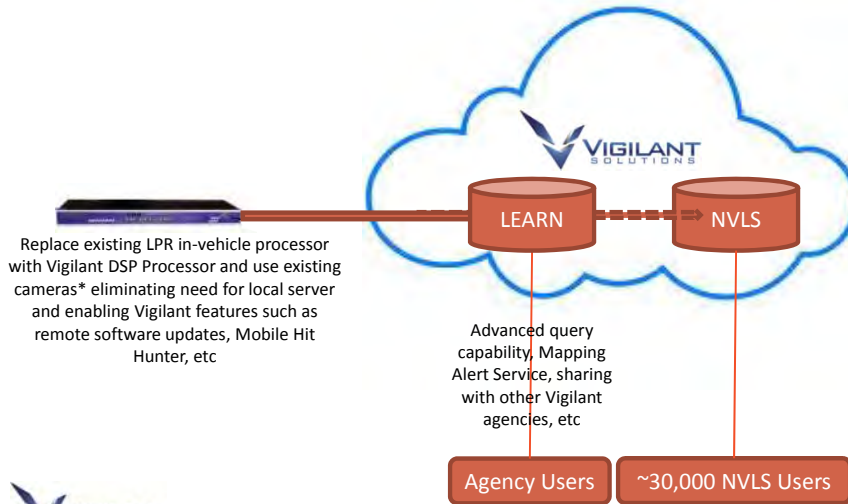 VIGILANT
SOLUTIONS
LEARN
NVLS
Replace existing LPR in-vehicle processor
with Vigilant DSP Processor and use existing
cameras* eliminating need for local server
and enabling Vigilant features such as
remote software updates, Mobile Hit
Hunter, etc
Advanced query
capability, Mapping
Alert Service, sharing
with other Vigilant
agencies, etc
Agency Users
~30,000 NVLS Users